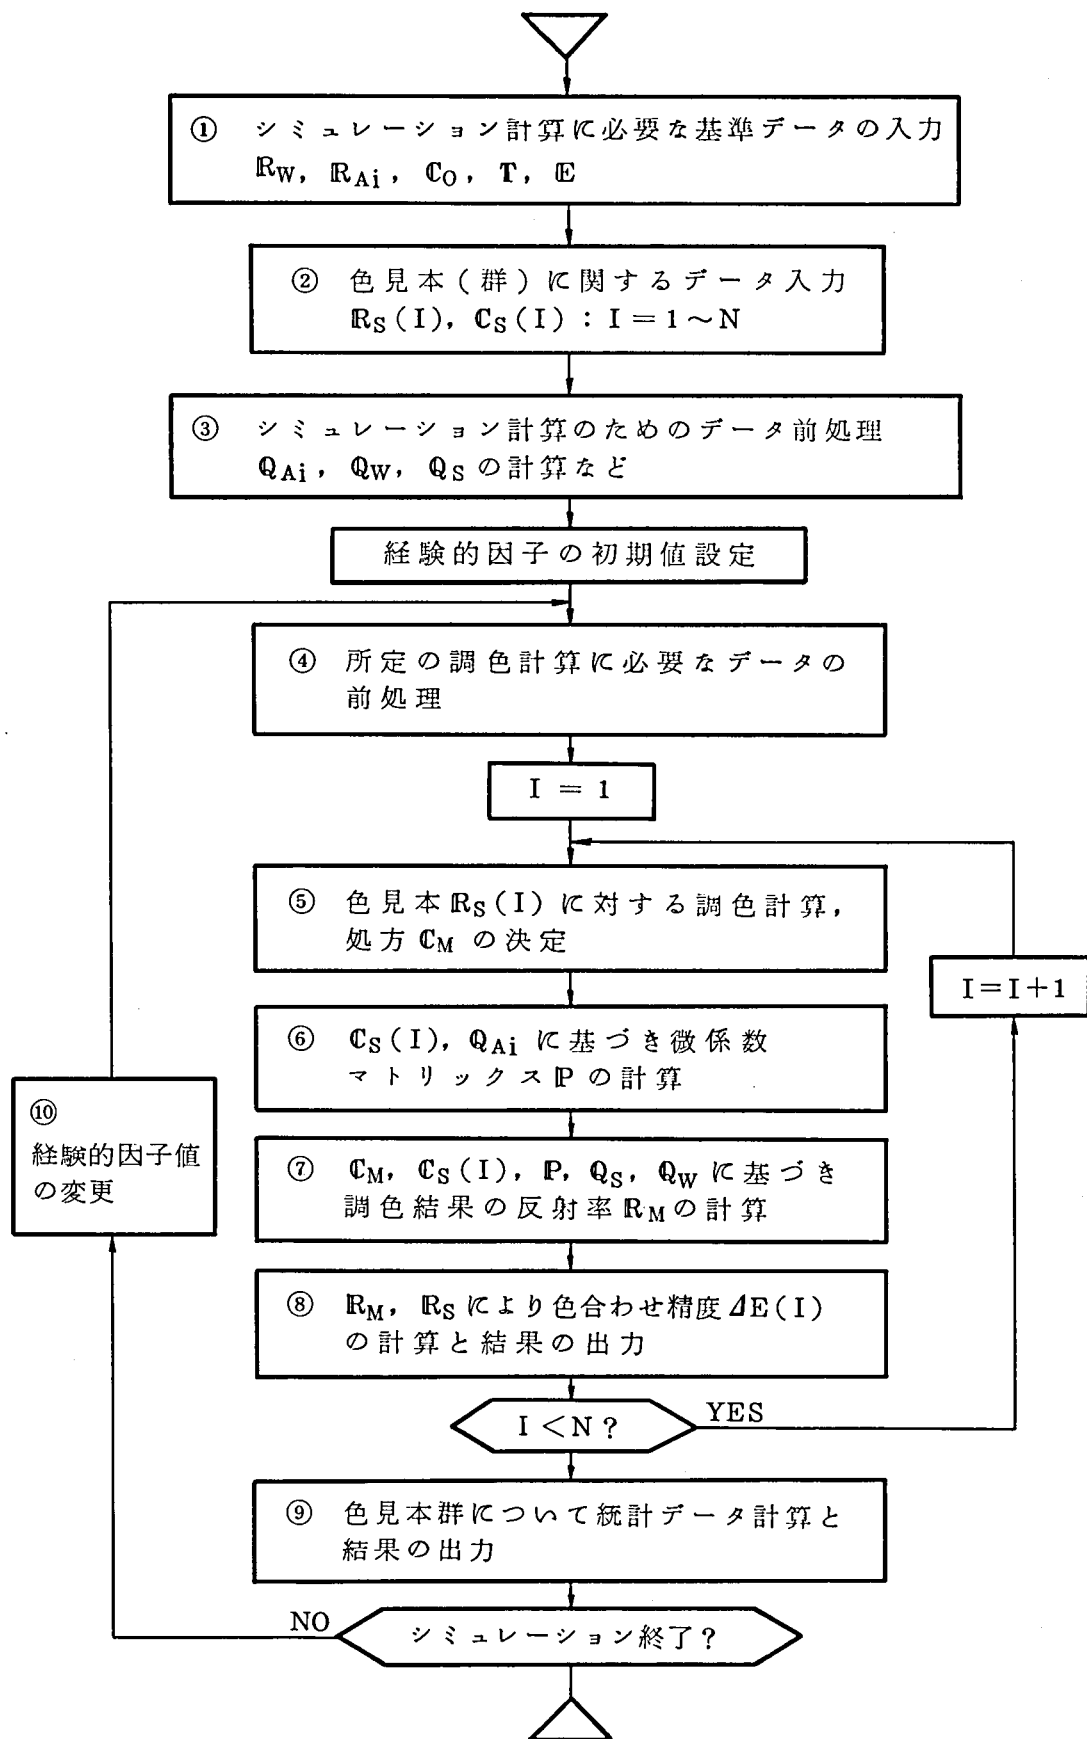 ① シミュレーション計算に必要な基準データの入力
ℝW, ℝAi, ℂO, T, 𝔼
② 色見本(群)に関するデータ入力
ℝS(I), ℂS(I) : I = 1～N
③ シミュレーション計算のためのデータ前処理
ℚAi, ℚW, ℚS の計算など
経験的因子の初期値設定
④ 所定の調色計算に必要なデータの
前処理
I = 1
⑤ 色見本ℝS(I)に対する調色計算,
処方ℂM の決定
I=I+1
⑥ ℂS(I), ℚAi に基づき微係数
マトリックスℙの計算
⑩
経験的因子値
の変更
⑦ ℂM, ℂS(I), ℙ, ℚS, ℚW に基づき
調色結果の反射率ℝMの計算
⑧ ℝM, ℝS により色合わせ精度ΔE(I)
の計算と結果の出力
I<N?
YES
⑨ 色見本群について統計データ計算と
結果の出力
NO
シミュレーション終了?